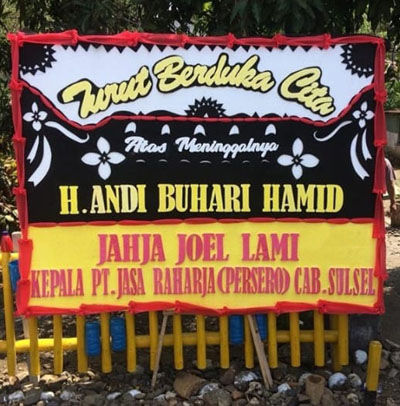 Turut Berduka Cita
Atas Meninggalnya
H. ANDI BUHARI HAMID
JAHJA JOEL LAMI
KEPALA PT. JASA RAHARJA (PERSERO) CAB. SULSEL